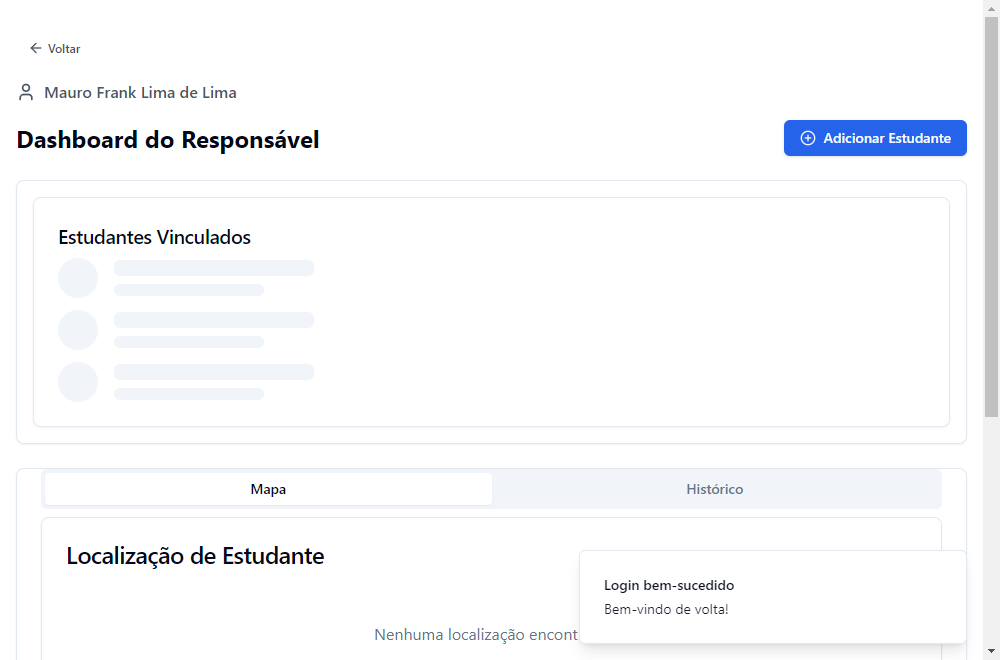 Voltar
Mauro Frank Lima de Lima
Dashboard do Responsável
Adicionar Estudante
Estudantes Vinculados
Mapa
Histórico
Localização de Estudante
Nenhuma localização encont
Login bem-sucedido
Bem-vindo de volta!